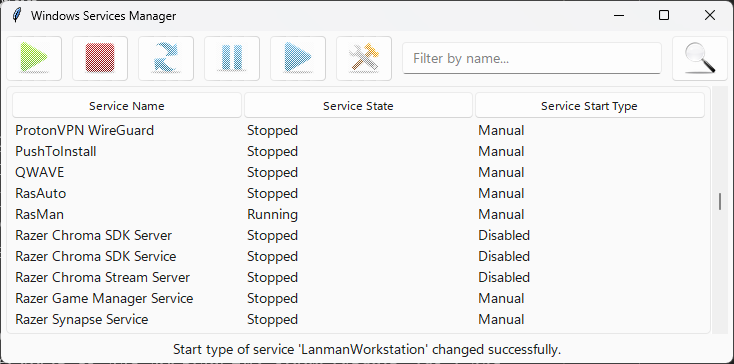 Windows Services Manager
Filter by name...
Service Name Service State Service Start Type
ProtonVPN WireGuard Stopped Manual
PushToInstall Stopped Manual
QWAVE Stopped Manual
RasAuto Stopped Manual
RasMan Running Manual
Razer Chroma SDK Server Stopped Disabled
Razer Chroma SDK Service Stopped Disabled
Razer Chroma Stream Server Stopped Disabled
Razer Game Manager Service Stopped Manual
Razer Synapse Service Stopped Manual
Start type of service 'LanmanWorkstation' changed successfully.